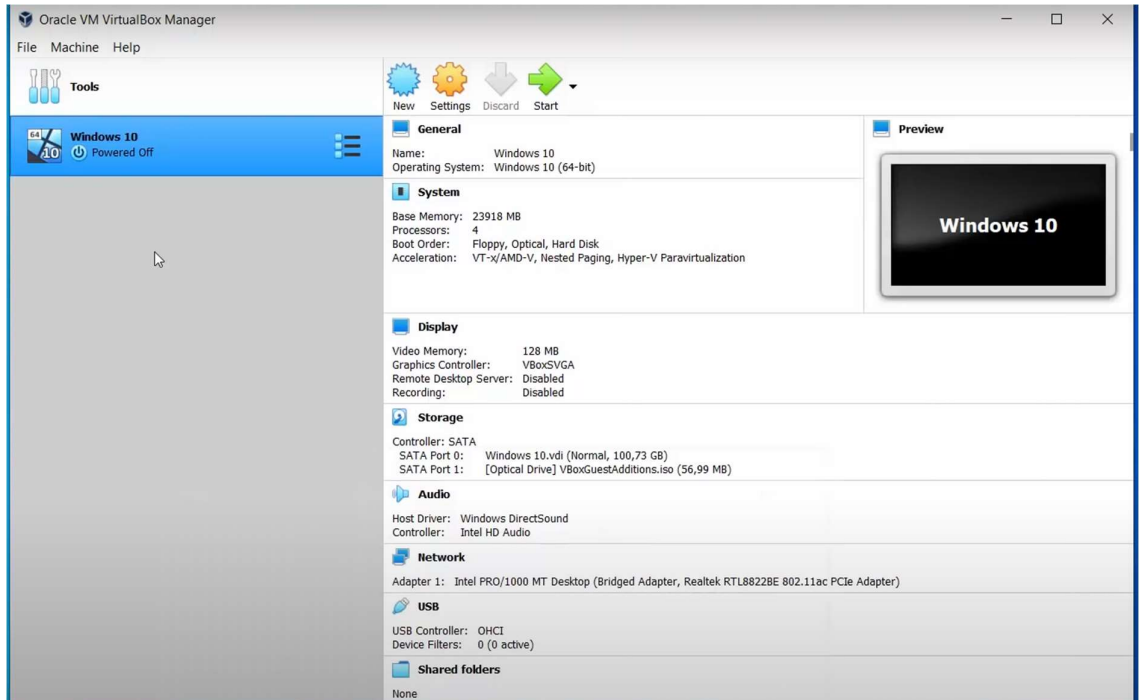 Oracle VM VirtualBox Manager
File Machine Help
Tools
New Settings Discard Start
64
10
Windows 10
Powered Off
General
Name: Windows 10
Operating System: Windows 10 (64-bit)
Preview
Windows 10
System
Base Memory: 23918 MB
Processors: 4
Boot Order: Floppy, Optical, Hard Disk
Acceleration: VT-x/AMD-V, Nested Paging, Hyper-V Paravirtualization
Display
Video Memory: 128 MB
Graphics Controller: VBoxSVGA
Remote Desktop Server: Disabled
Recording: Disabled
Storage
Controller: SATA
SATA Port 0: Windows 10.vdi (Normal, 100,73 GB)
SATA Port 1: [Optical Drive] VBoxGuestAdditions.iso (56,99 MB)
Audio
Host Driver: Windows DirectSound
Controller: Intel HD Audio
Network
Adapter 1: Intel PRO/1000 MT Desktop (Bridged Adapter, Realtek RTL8822BE 802.11ac PCIe Adapter)
USB
USB Controller: OHCI
Device Filters: 0 (0 active)
Shared folders
None